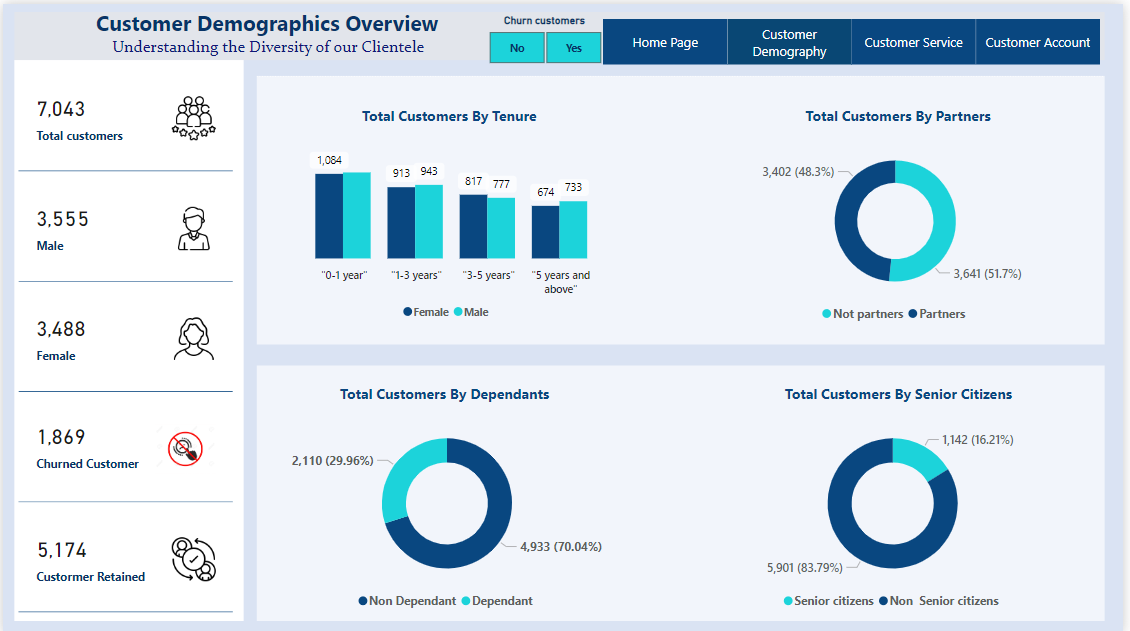 Customer Demographics Overview
Understanding the Diversity of our Clientele
Churn customers
No
Yes
Home Page
Customer
Demography
Customer Service
Customer Account
7,043
Total customers
3,555
Male
3,488
Female
1,869
Churned Customer
5,174
Custormer Retained
Total Customers By Tenure
1,084
913
943
817
777
674
733
"0-1 year"
"1-3 years"
"3-5 years"
"5 years and
above"
Female
Male
Total Customers By Partners
3,402 (48.3%)
3,641 (51.7%)
Not partners
Partners
Total Customers By Dependants
2,110 (29.96%)
4,933 (70.04%)
Non Dependant
Dependant
Total Customers By Senior Citizens
1,142 (16.21%)
5,901 (83.79%)
Senior citizens
Non Senior citizens